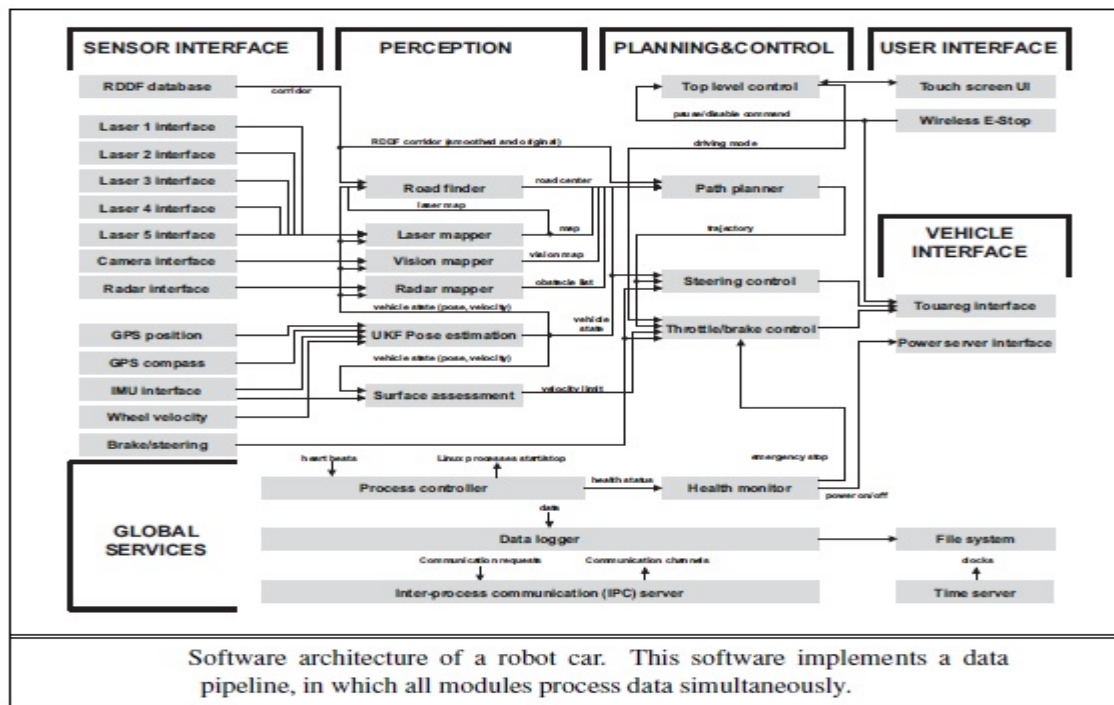 SENSOR INTERFACE
PERCEPTION
PLANNING&CONTROL
USER INTERFACE
RDDF database
corridor
Top level control
Touch screen UI
pause/disable command
Wireless E-Stop
Laser 1 interface
RDDF corridor (smoothed and original)
driving mode
Laser 2 interface
Laser 3 interface
Road finder
road center
Path planner
laser map
Laser 4 interface
VEHICLE
INTERFACE
Laser 5 interface
Laser mapper
map
trajectory
Camera interface
Vision mapper
vision map
Radar interface
Radar mapper
obstacle list
Steering control
vehicle state (pose, velocity)
vehicle
state
Touareg interface
GPS position
UKF Pose estimation
Throttle/brake control
Power server interface
GPS compass
vehicle state (pose, velocity)
IMU interface
Surface assessment
velocity limit
Wheel velocity
Brake/steering
emergency stop
heart beats
Linux processes start/stop
Process controller
health status
Health monitor
power on/off
GLOBAL
SERVICES
data
Data logger
File system
Communication requests
Communication channels
clocks
Inter-process communication (IPC) server
Time server
Software architecture of a robot car. This software implements a data
pipeline, in which all modules process data simultaneously.